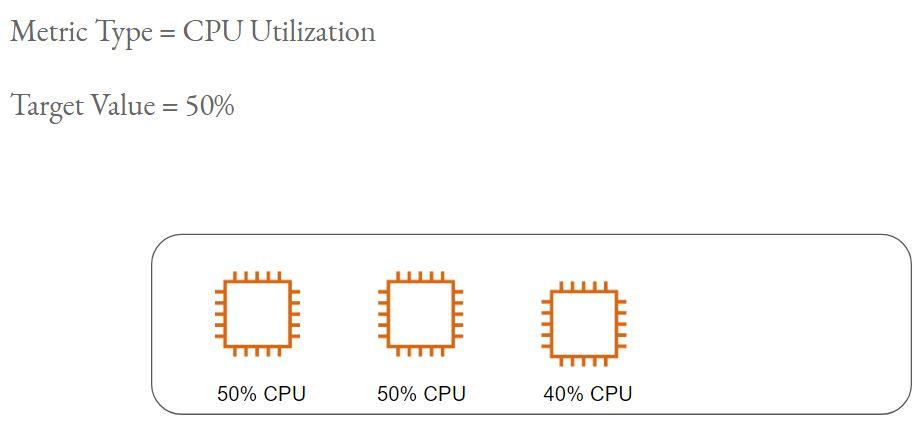 Metric Type = CPU Utilization
Target Value = 50%
50% CPU
50% CPU
40% CPU